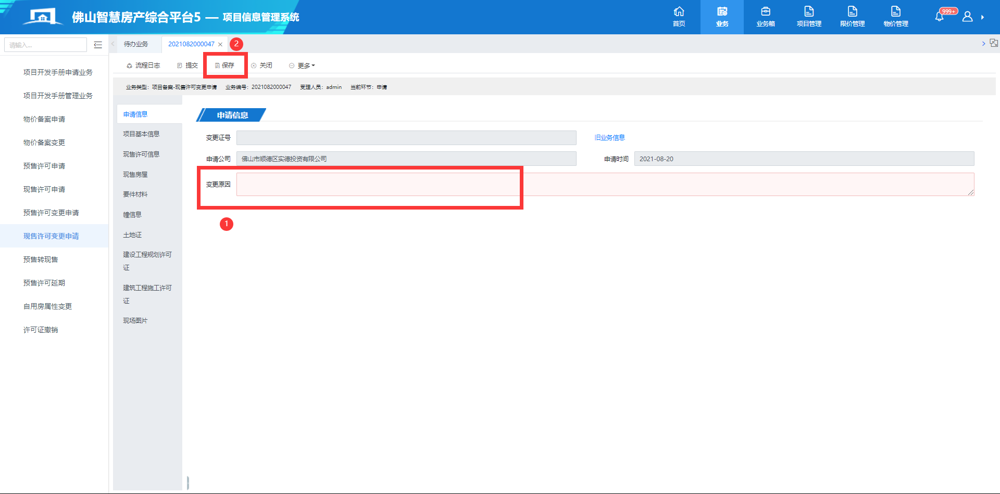 佛山智慧房产综合平台5 — 项目信息管理系统
首页
业务
业务箱
项目管理
限价管理
物价管理
999+
请输入...
待办业务
2021082000047
2
流程日志
提交
保存
关闭
更多
业务类型：项目备案-现售许可变更申请 业务编号：2021082000047 受理人员：admin 当前环节：申请
项目开发手册申请业务
项目开发手册管理业务
物价备案申请
物价备案变更
预售许可申请
现售许可申请
预售许可变更申请
现售许可变更申请
预售转现售
预售许可延期
自用房属性变更
许可证撤销
申请信息
项目基本信息
现售许可信息
现售房屋
要件材料
幢信息
土地证
建设工程规划许可
证
建筑工程施工许可
证
现场图片
申请信息
变更证号
旧业务信息
申请公司 佛山市顺德区实德投资有限公司
申请时间 2021-08-20
变更原因
1